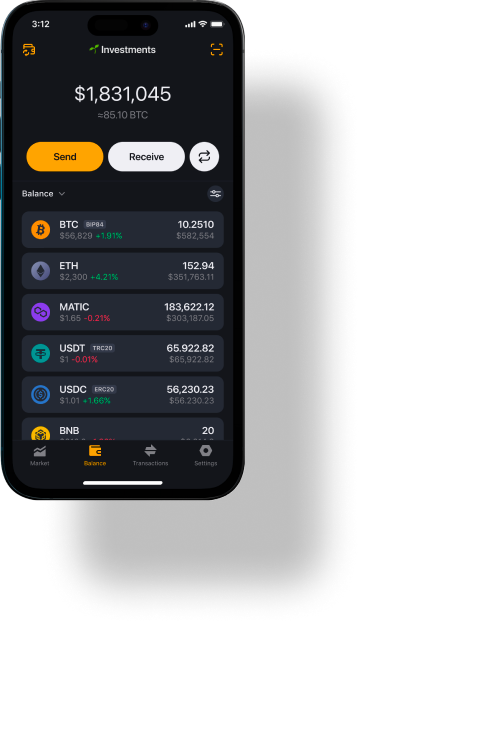 3:12
Investments
$1,831,045
≈85.10 BTC
Send
Receive
Balance
BTC BIP84 10.2510
$56,829 +1.91% $582,554
ETH 152.94
$2,300 +4.21% $351,763.11
MATIC 183,622.12
$1.65 -0.21% $303,187.05
USDT TRC20 65.922.82
$1 -0.01% $65,922.82
USDC ERC20 56,230.23
$1.01 +1.66% $56.230.23
BNB 20
Market Balance Transactions Settings